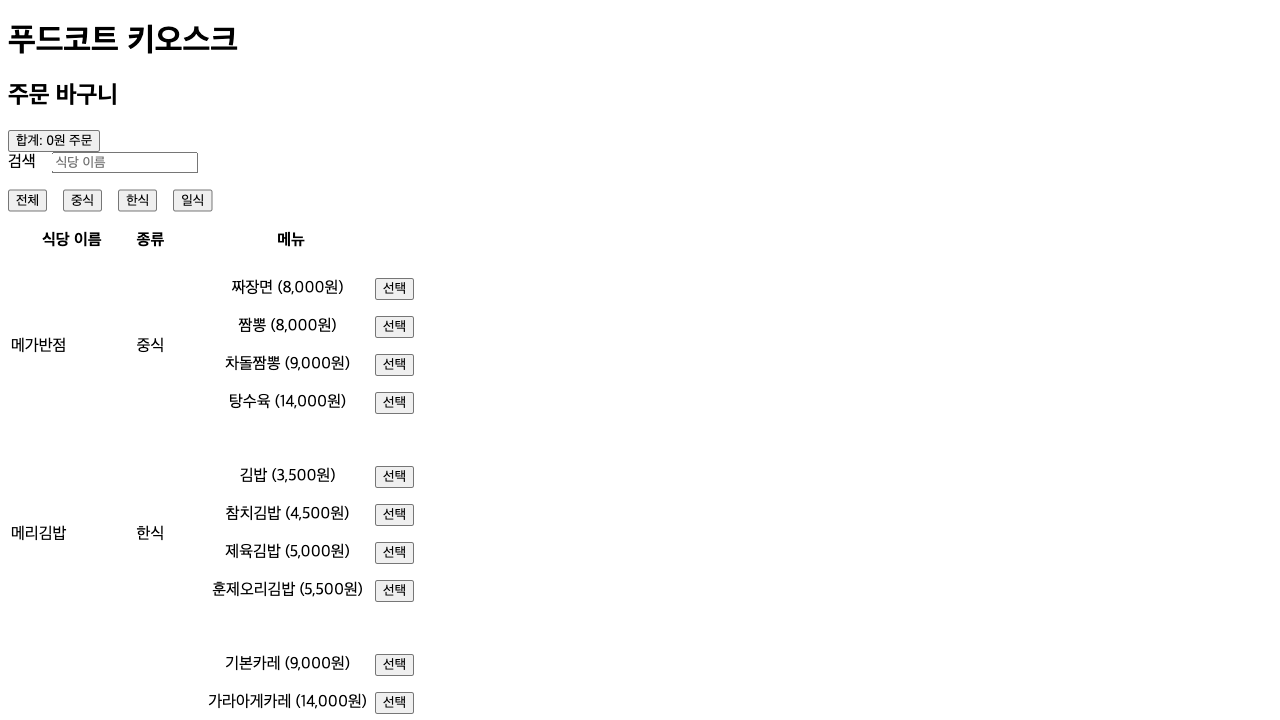 푸드코트 키오스크
주문 바구니
합계: 0원 주문
검색 식당 이름
전체 중식 한식 일식
식당 이름 종류 메뉴
짜장면 (8,000원) 선택
짬뽕 (8,000원) 선택
메가반점 중식
차돌짬뽕 (9,000원) 선택
탕수육 (14,000원) 선택
김밥 (3,500원) 선택
참치김밥 (4,500원) 선택
메리김밥 한식
제육김밥 (5,000원) 선택
훈제오리김밥 (5,500원) 선택
기본카레 (9,000원) 선택
가라아게카레 (14,000원) 선택